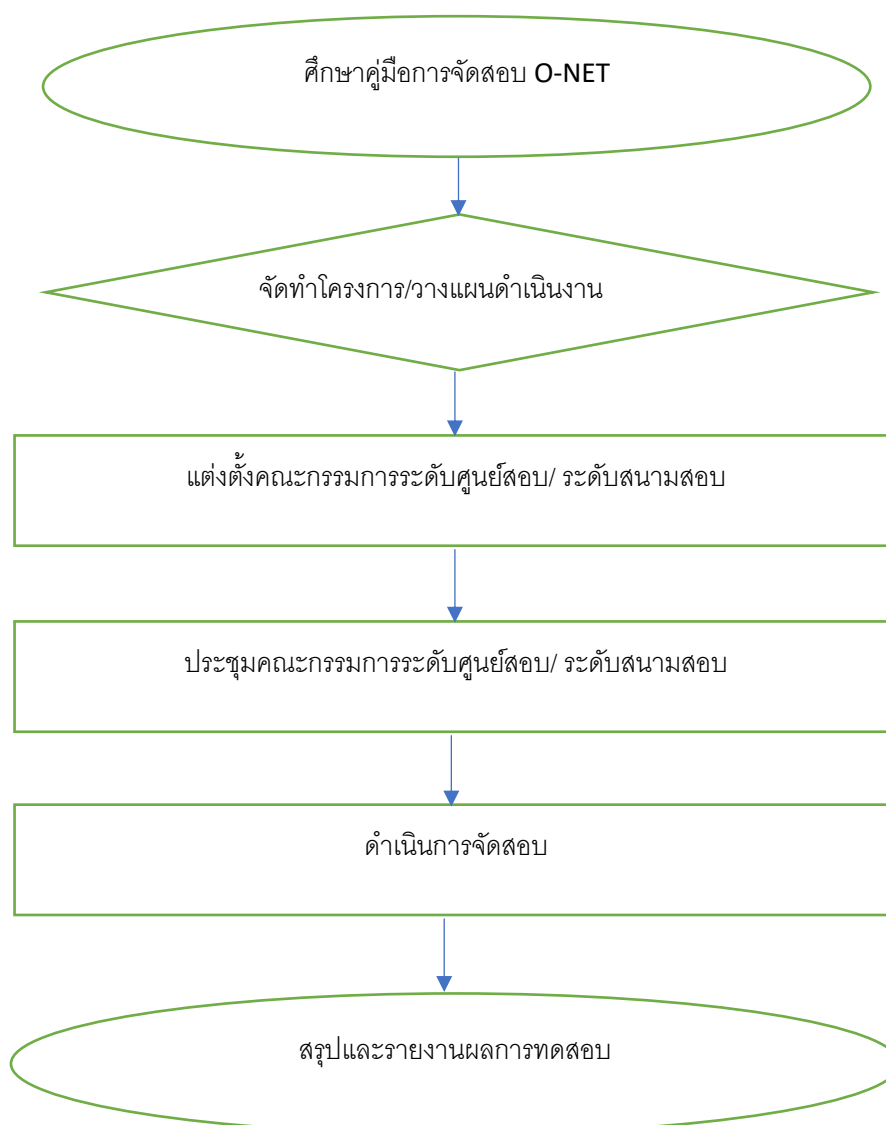 ศึกษาคู่มือการจัดสอบ O-NET
จัดทำโครงการ/วางแผนดำเนินงาน
แต่งตั้งคณะกรรมการระดับศูนย์สอบ/ ระดับสนามสอบ
ประชุมคณะกรรมการระดับศูนย์สอบ/ ระดับสนามสอบ
ดำเนินการจัดสอบ
สรุปและรายงานผลการทดสอบ